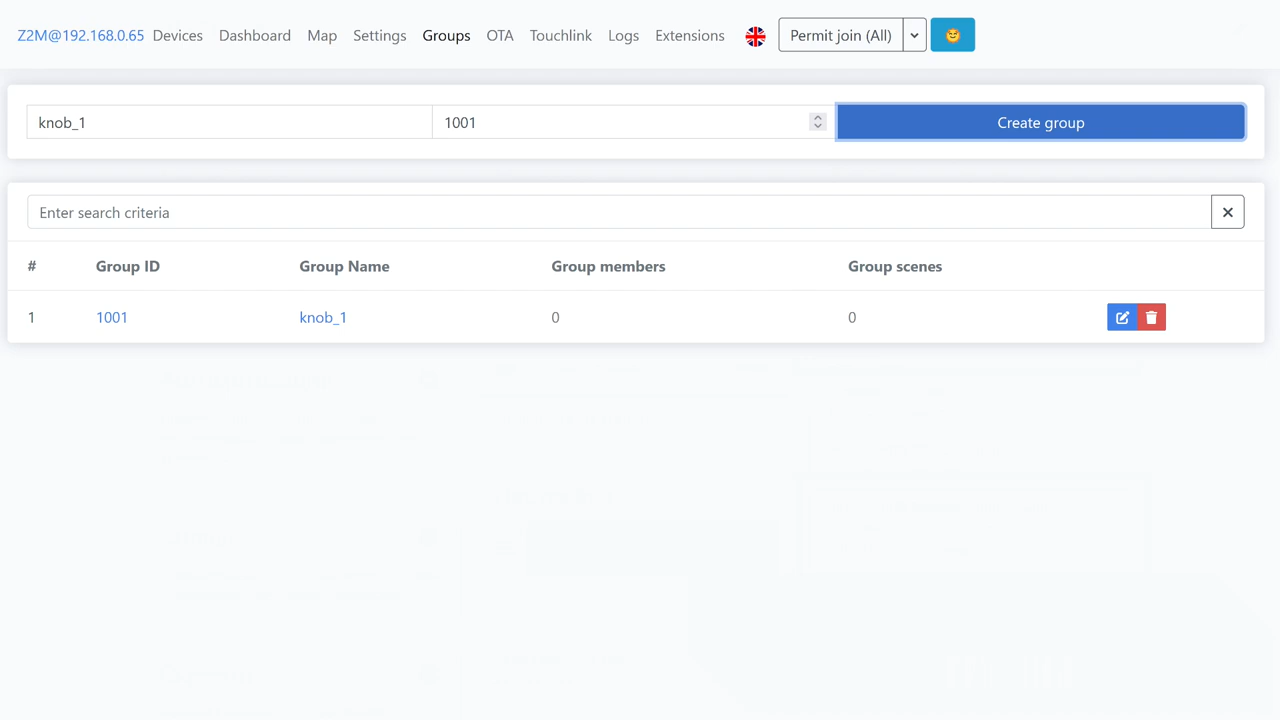 Z2M@192.168.0.65 Devices Dashboard Map Settings Groups OTA Touchlink Logs Extensions Permit join (All)
knob_1 1001 Create group
Enter search criteria
# Group ID Group Name Group members Group scenes
1 1001 knob_1 0 0